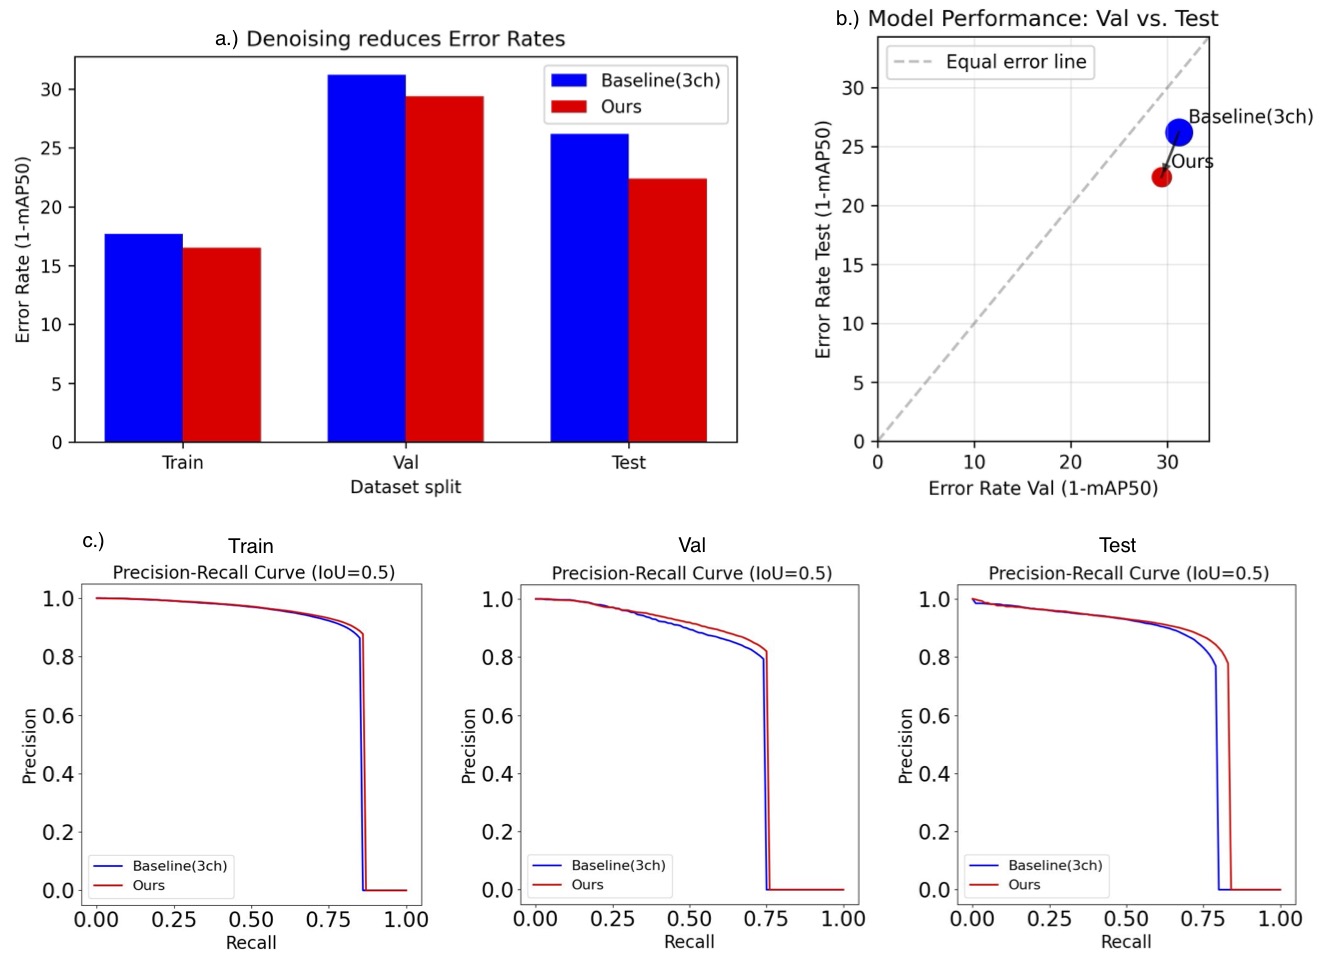 a.) Denoising reduces Error Rates
Baseline(3ch)
Ours
Error Rate (1-mAP50)
30
25
20
15
10
5
0
Train
Val
Test
Dataset split
b.) Model Performance: Val vs. Test
Equal error line
Baseline(3ch)
Ours
Error Rate Test (1-mAP50)
30
25
20
15
10
5
0
0
10
20
30
Error Rate Val (1-mAP50)
c.)
Train
Precision-Recall Curve (IoU=0.5)
Precision
1.0
0.8
0.6
0.4
0.2
0.0
Baseline(3ch)
Ours
0.00
0.25
0.50
0.75
1.00
Recall
Val
Precision-Recall Curve (IoU=0.5)
Precision
1.0
0.8
0.6
0.4
0.2
0.0
Baseline(3ch)
Ours
0.00
0.25
0.50
0.75
1.00
Recall
Test
Precision-Recall Curve (IoU=0.5)
Precision
1.0
0.8
0.6
0.4
0.2
0.0
Baseline(3ch)
Ours
0.00
0.25
0.50
0.75
1.00
Recall